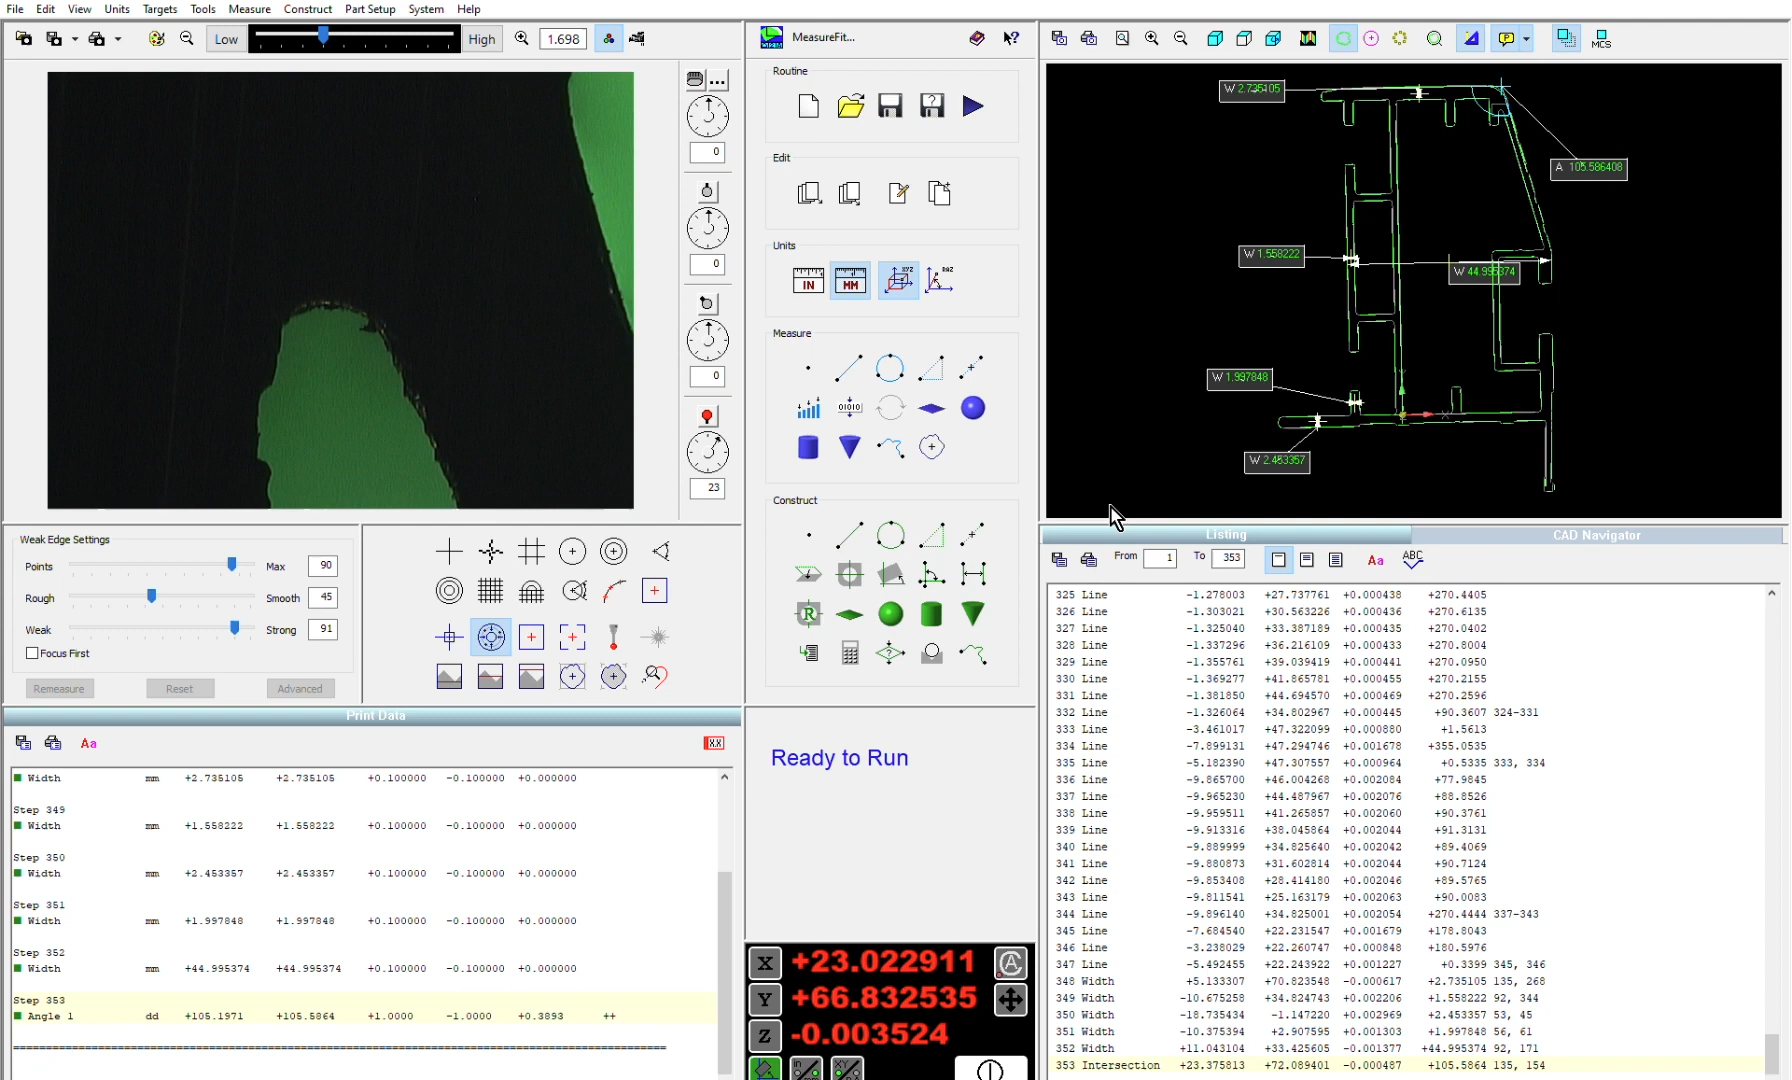 File Edit View Units Targets Tools Measure Construct Part Setup System Help
Low High 1.698
MeasureFit...
MCS
Routine
Edit
Units
IN MM XYZ RAZ
Measure
Construct
0
0
0
23
W 2.735105
A 105.586408
W 1.558222
W 44.995374
W 1.997848
W 2.453357
Weak Edge Settings
Points Max 90
Rough Smooth 45
Weak Strong 91
Focus First
Remeasure Reset Advanced
Print Data
Aa
Width mm +2.735105 +2.735105 +0.100000 -0.100000 +0.000000
Step 349
Width mm +1.558222 +1.558222 +0.100000 -0.100000 +0.000000
Step 350
Width mm +2.453357 +2.453357 +0.100000 -0.100000 +0.000000
Step 351
Width mm +1.997848 +1.997848 +0.100000 -0.100000 +0.000000
Step 352
Width mm +44.995374 +44.995374 +0.100000 -0.100000 +0.000000
Step 353
Angle 1 dd +105.1971 +105.5864 +1.0000 -1.0000 +0.3893 ++
Ready to Run
X +23.022911
Y +66.832535
Z -0.003524
Listing CAD Navigator
From 1 To 353 Aa ABC
325 Line -1.278003 +27.737761 +0.000438 +270.4405
326 Line -1.303021 +30.563226 +0.000436 +270.6135
327 Line -1.325040 +33.387189 +0.000435 +270.0402
328 Line -1.337296 +36.216109 +0.000433 +270.8004
329 Line -1.355761 +39.039419 +0.000441 +270.0950
330 Line -1.369277 +41.865781 +0.000455 +270.2155
331 Line -1.381850 +44.694570 +0.000469 +270.2596
332 Line -1.326064 +34.802967 +0.000445 +90.3607 324-331
333 Line -3.461017 +47.322099 +0.000880 +1.5613
334 Line -7.899131 +47.294746 +0.001678 +355.0535
335 Line -5.182390 +47.307557 +0.000964 +0.5335 333, 334
336 Line -9.865700 +46.004268 +0.002084 +77.9845
337 Line -9.965230 +44.487967 +0.002076 +88.8526
338 Line -9.959511 +41.265857 +0.002060 +90.3761
339 Line -9.913316 +38.045864 +0.002044 +91.3131
340 Line -9.889999 +34.825640 +0.002042 +89.4069
341 Line -9.880873 +31.602814 +0.002044 +90.7124
342 Line -9.853408 +28.414180 +0.002046 +89.5765
343 Line -9.811541 +25.163179 +0.002063 +90.0083
344 Line -9.896140 +34.825001 +0.002054 +270.4444 337-343
345 Line -7.684540 +22.231547 +0.001679 +178.8043
346 Line -3.238029 +22.260747 +0.000848 +180.5976
347 Line -5.492455 +22.243922 +0.001227 +0.3399 345, 346
348 Width +5.133307 +70.823548 -0.000617 +2.735105 135, 268
349 Width -10.675258 +34.824743 +0.002206 +1.558222 92, 344
350 Width -18.735434 -1.147220 +0.002969 +2.453357 53, 45
351 Width -10.375394 +2.907595 +0.001303 +1.997848 56, 61
352 Width +11.043104 +33.425605 -0.001377 +44.995374 92, 171
353 Intersection +23.375813 +72.089401 -0.000487 +105.5864 135, 154